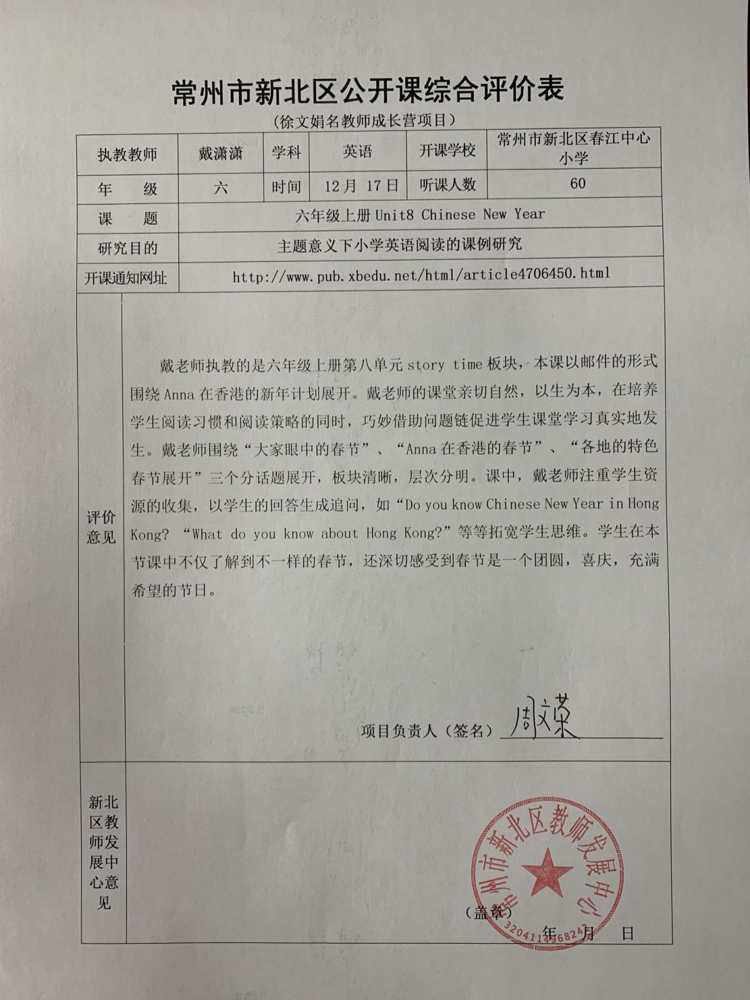 常州市新北区公开课综合评价表
(徐文娟名教师成长营项目)
执教教师 戴潇潇 学科 英语 开课学校 常州市新北区春江中心
小学
年 级 六 时间 12月 17日 听课人数 60
课 题 六年级上册 Unit8 Chinese New Year
研究目的 主题意义下小学英语阅读的课例研究
开课通知网址 http://www.pub.xbedu.net/html/article4706450.html
评价
意见
戴老师执教的是六年级上册第八单元 story time 板块，本课以邮件的形式
围绕 Anna 在香港的新年计划展开。戴老师的课堂亲切自然，以生为本，在培养
学生阅读习惯和阅读策略的同时，巧妙借助问题链促进学生课堂学习真实地发
生。戴老师围绕“大家眼中的春节”、“Anna 在香港的春节”、“各地的特色
春节展开”三个分话题展开，板块清晰，层次分明。课中，戴老师注重学生资
源的收集，以学生的回答生成追问，如“Do you know Chinese New Year in Hong
Kong? “What do you know about Hong Kong?”等等拓宽学生思维。学生在本
节课中不仅了解到不一样的春节，还深切感受到春节是一个团圆，喜庆，充满
希望的节日。
项目负责人（签名） 周文荣
新北
区教
师发
展中
心意
见
常州市新北区教师发展中心
（盖章）
3204114968242
年 月 日